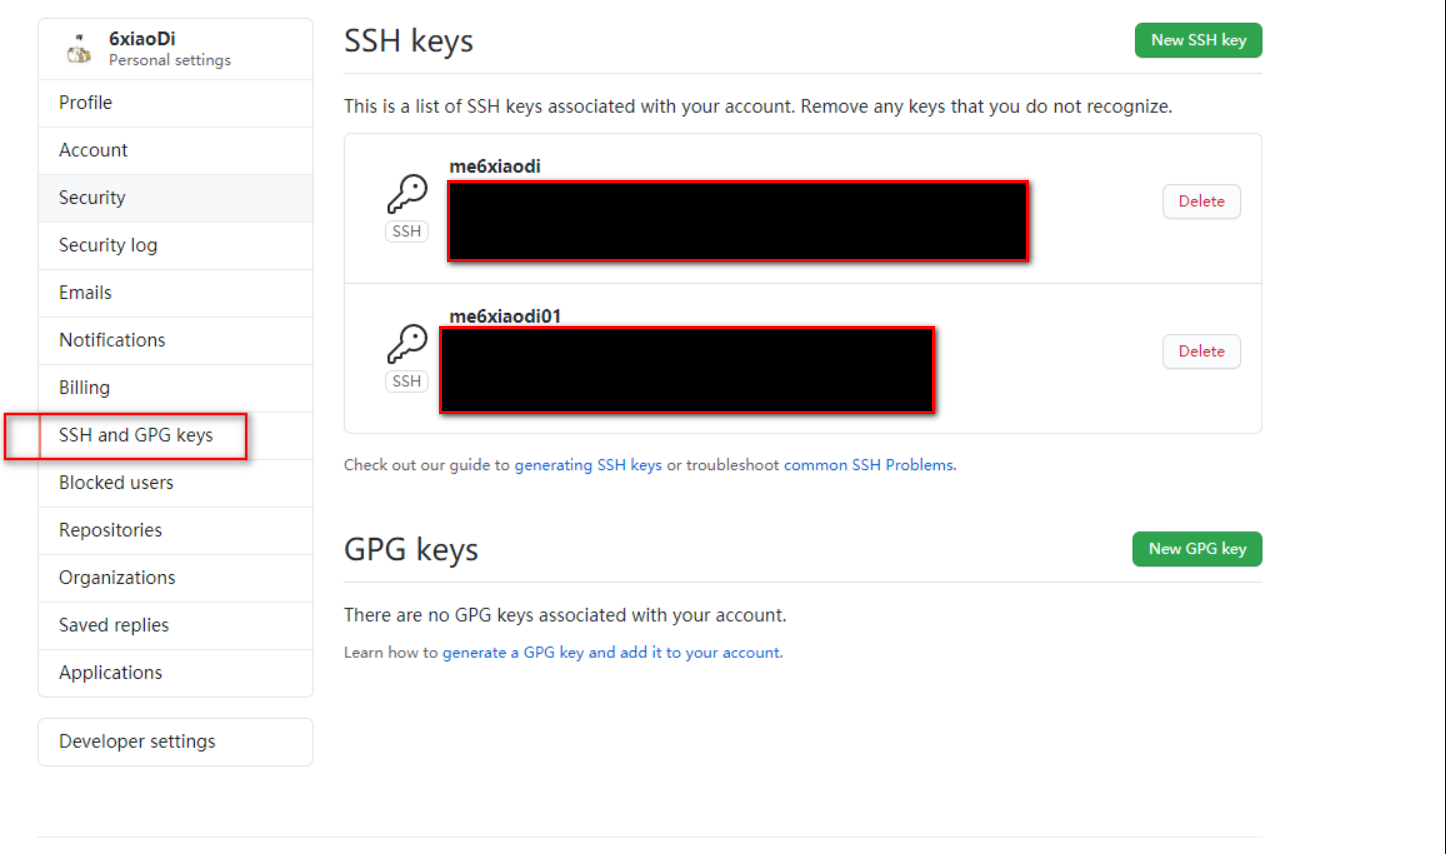 6xiaoDi
Personal settings
Profile
Account
Security
Security log
Emails
Notifications
Billing
SSH and GPG keys
Blocked users
Repositories
Organizations
Saved replies
Applications
Developer settings
SSH keys
New SSH key
This is a list of SSH keys associated with your account. Remove any keys that you do not recognize.
me6xiaodi
SSH
Delete
me6xiaodi01
SSH
Delete
Check out our guide to generating SSH keys or troubleshoot common SSH Problems.
GPG keys
New GPG key
There are no GPG keys associated with your account.
Learn how to generate a GPG key and add it to your account.